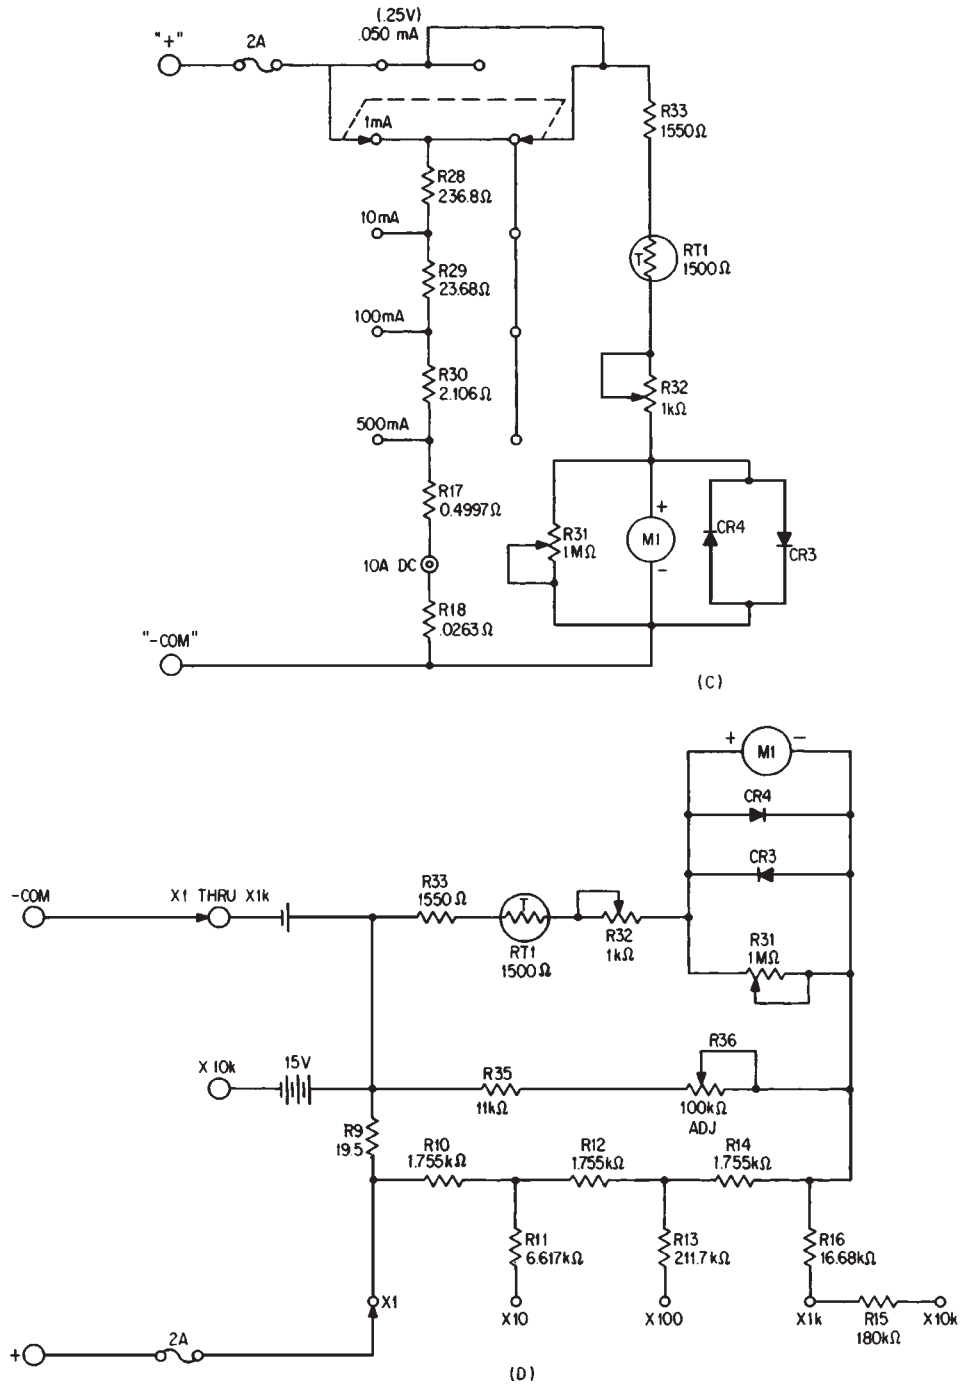 (.25V)
.050 mA
"+"
2A
1mA
R33
1550Ω
R28
236.8Ω
10mA
RT1
1500Ω
T
R29
23.68Ω
100mA
R30
2.106Ω
R32
1kΩ
500mA
R17
0.4997Ω
+
R31
1MΩ
M1
CR4
CR3
-
10A DC
R18
.0263Ω
"-COM"
(C)
+
M1
-
CR4
CR3
-COM
X1 THRU X1k
R33
1550Ω
T
RT1
1500Ω
R32
1kΩ
R31
1MΩ
X10k
15V
R35
11kΩ
R36
100kΩ
ADJ
R9
19.5
R10
1.755kΩ
R12
1.755kΩ
R14
1.755kΩ
R11
6.617kΩ
R13
211.7kΩ
R16
16.68kΩ
X1
X10
X100
X1k
R15
180kΩ
X10k
+
2A
(D)